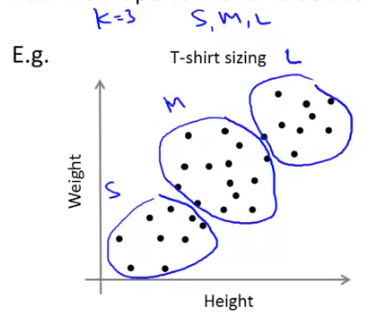 K=3 S, M, L
E.g.
T-shirt sizing L
M
S
Weight
Height